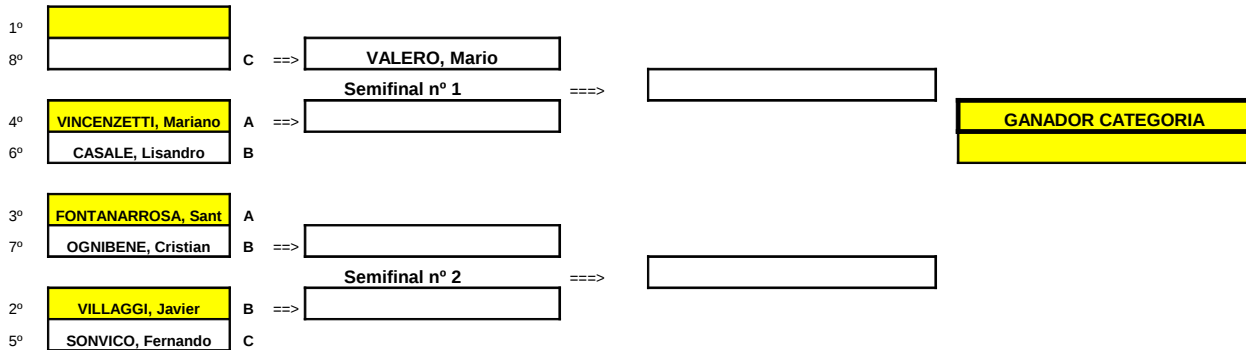 1º
8º C ==> VALERO, Mario
Semifinal nº 1 ===>
4º VINCENZETTI, Mariano A ==> GANADOR CATEGORIA
6º CASALE, Lisandro B
3º FONTANARROSA, Sant A
7º OGNIBENE, Cristian B ==>
Semifinal nº 2 ===>
2º VILLAGGI, Javier B ==>
5º SONVICO, Fernando C